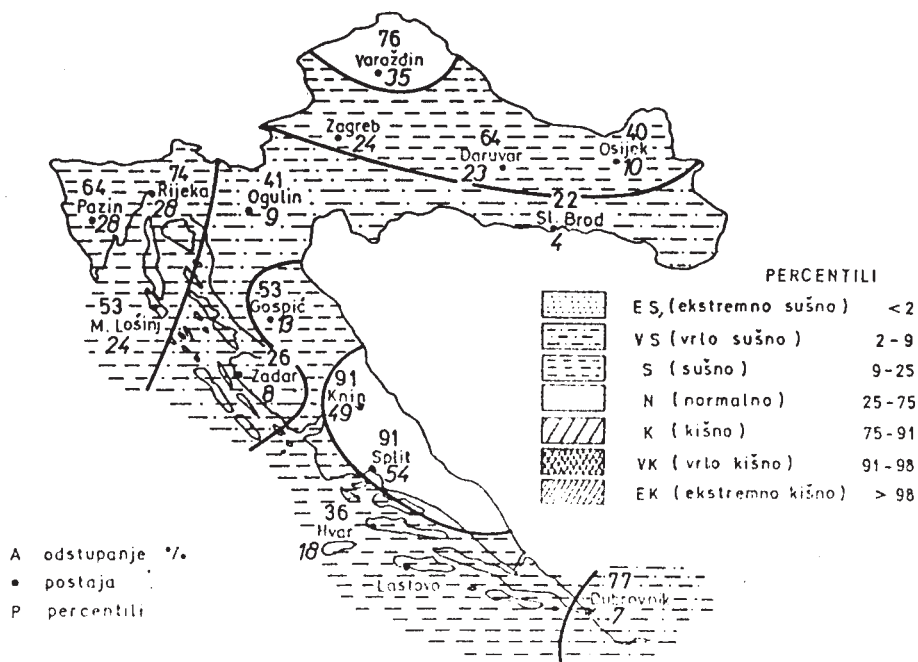 76
Varaždin
35
Zagreb
24
64
Daruvar
23
40
Osijek
10
22
Sl. Brod
4
64
Pazin
28
74
Rijeka
28
41
Ogulin
9
53
M. Lošinj
24
53
Gospić
13
26
Zadar
8
91
Knin
49
91
Split
54
36
Hvar
18
Lastovo
77
Dubrovnik
7
PERCENTILI
ES, (ekstremno sušno) <2
VS (vrlo sušno) 2-9
S (sušno) 9-25
N (normalno) 25-75
K (kišno) 75-91
VK (vrlo kišno) 91-98
EK (ekstremno kišno) > 98
A odstupanje %.
• postaja
P percentili